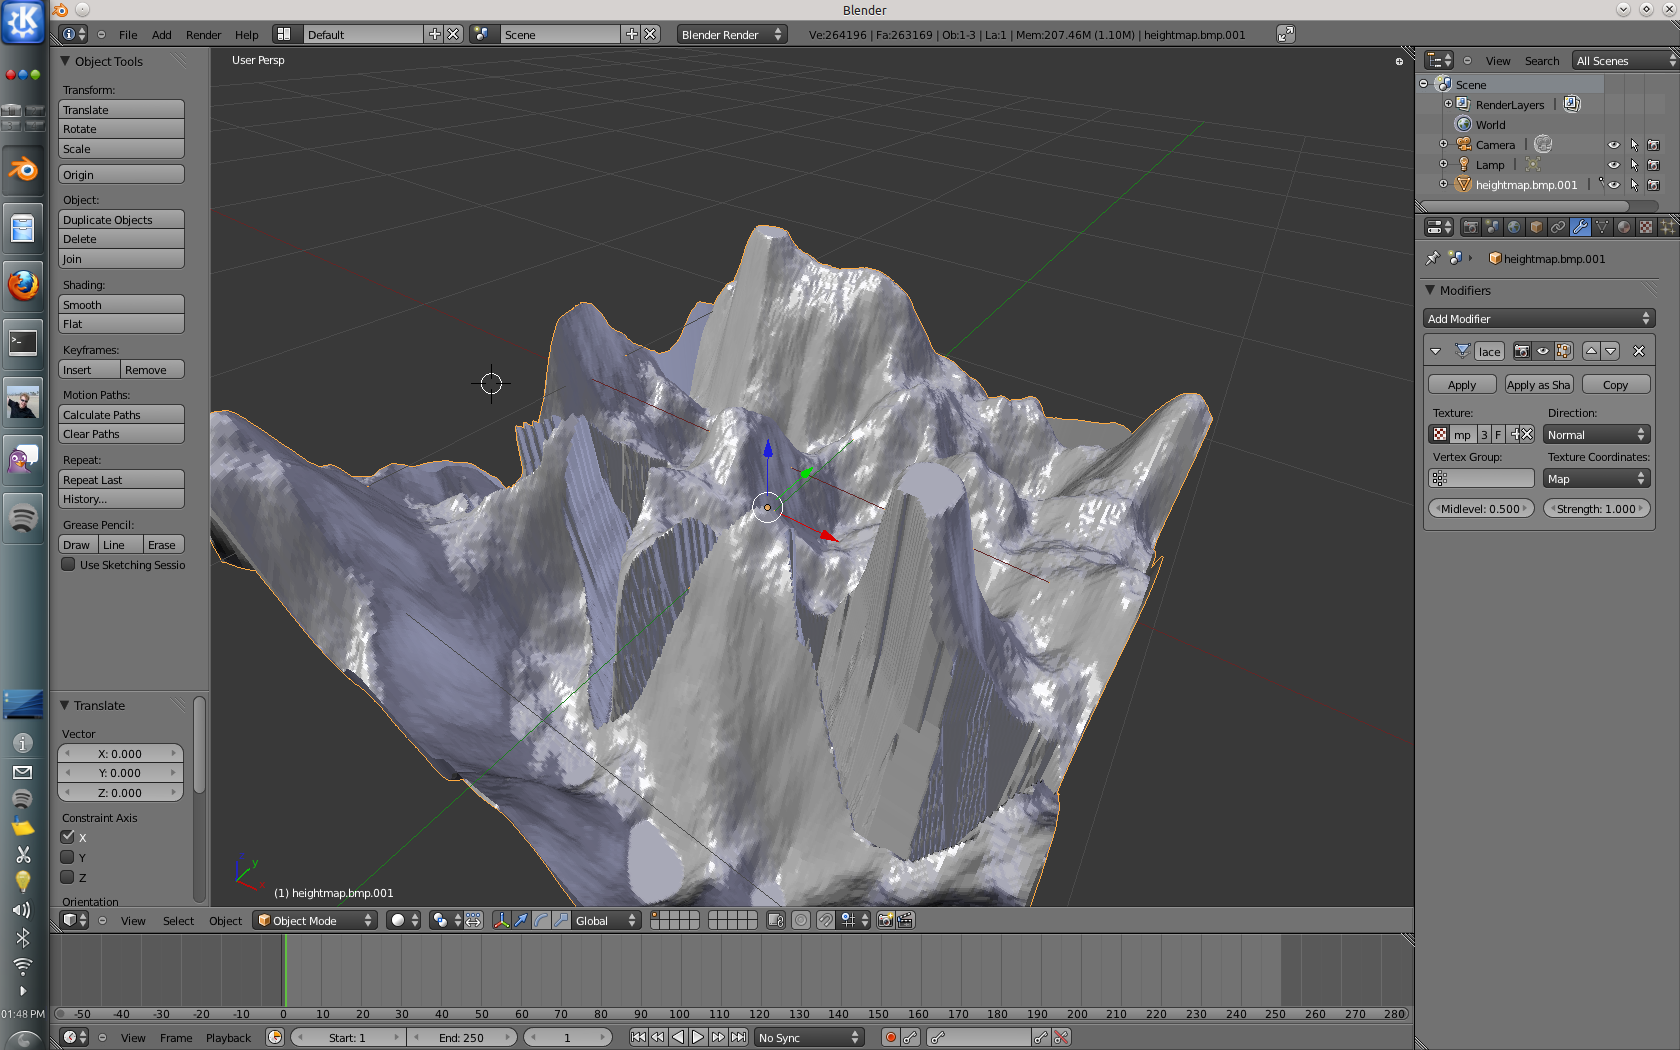 Blender
File Add Render Help Default Scene Blender Render Ve:264196 | Fa:263169 | Ob:1-3 | La:1 | Mem:207.46M (1.10M) | heightmap.bmp.001
Object Tools
Transform:
Translate
Rotate
Scale
Origin
Object:
Duplicate Objects
Delete
Join
Shading:
Smooth
Flat
Keyframes:
Insert Remove
Motion Paths:
Calculate Paths
Clear Paths
Repeat:
Repeat Last
History...
Grease Pencil:
Draw Line Erase
Use Sketching Sessio
Translate
Vector
X: 0.000
Y: 0.000
Z: 0.000
Constraint Axis
X
Y
Z
Orientation
User Persp
y
(1) heightmap.bmp.001
View Select Object Object Mode Global
-50 -40 -30 -20 -10 0 10 20 30 40 50 60 70 80 90 100 110 120 130 140 150 160 170 180 190 200 210 220 230 240 250 260 270 280
View Frame Playback Start: 1 End: 250 1 No Sync
View Search All Scenes
Scene
RenderLayers |
World
Camera |
Lamp |
heightmap.bmp.001 |
heightmap.bmp.001
Modifiers
Add Modifier
lace
Apply Apply as Sha Copy
Texture: Direction:
mp 3 F Normal
Vertex Group: Texture Coordinates:
Map
Midlevel: 0.500 Strength: 1.000
01:48 PM